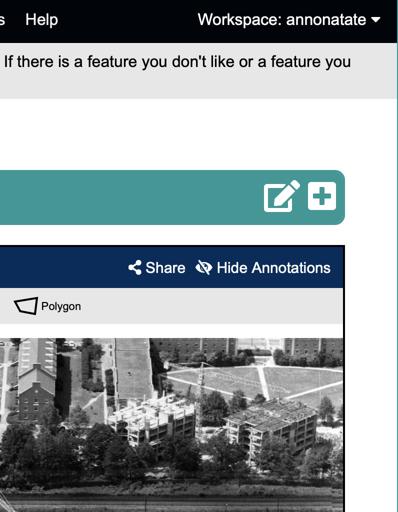 s Help Workspace: annonatate
If there is a feature you don't like or a feature you
Share Hide Annotations
Polygon